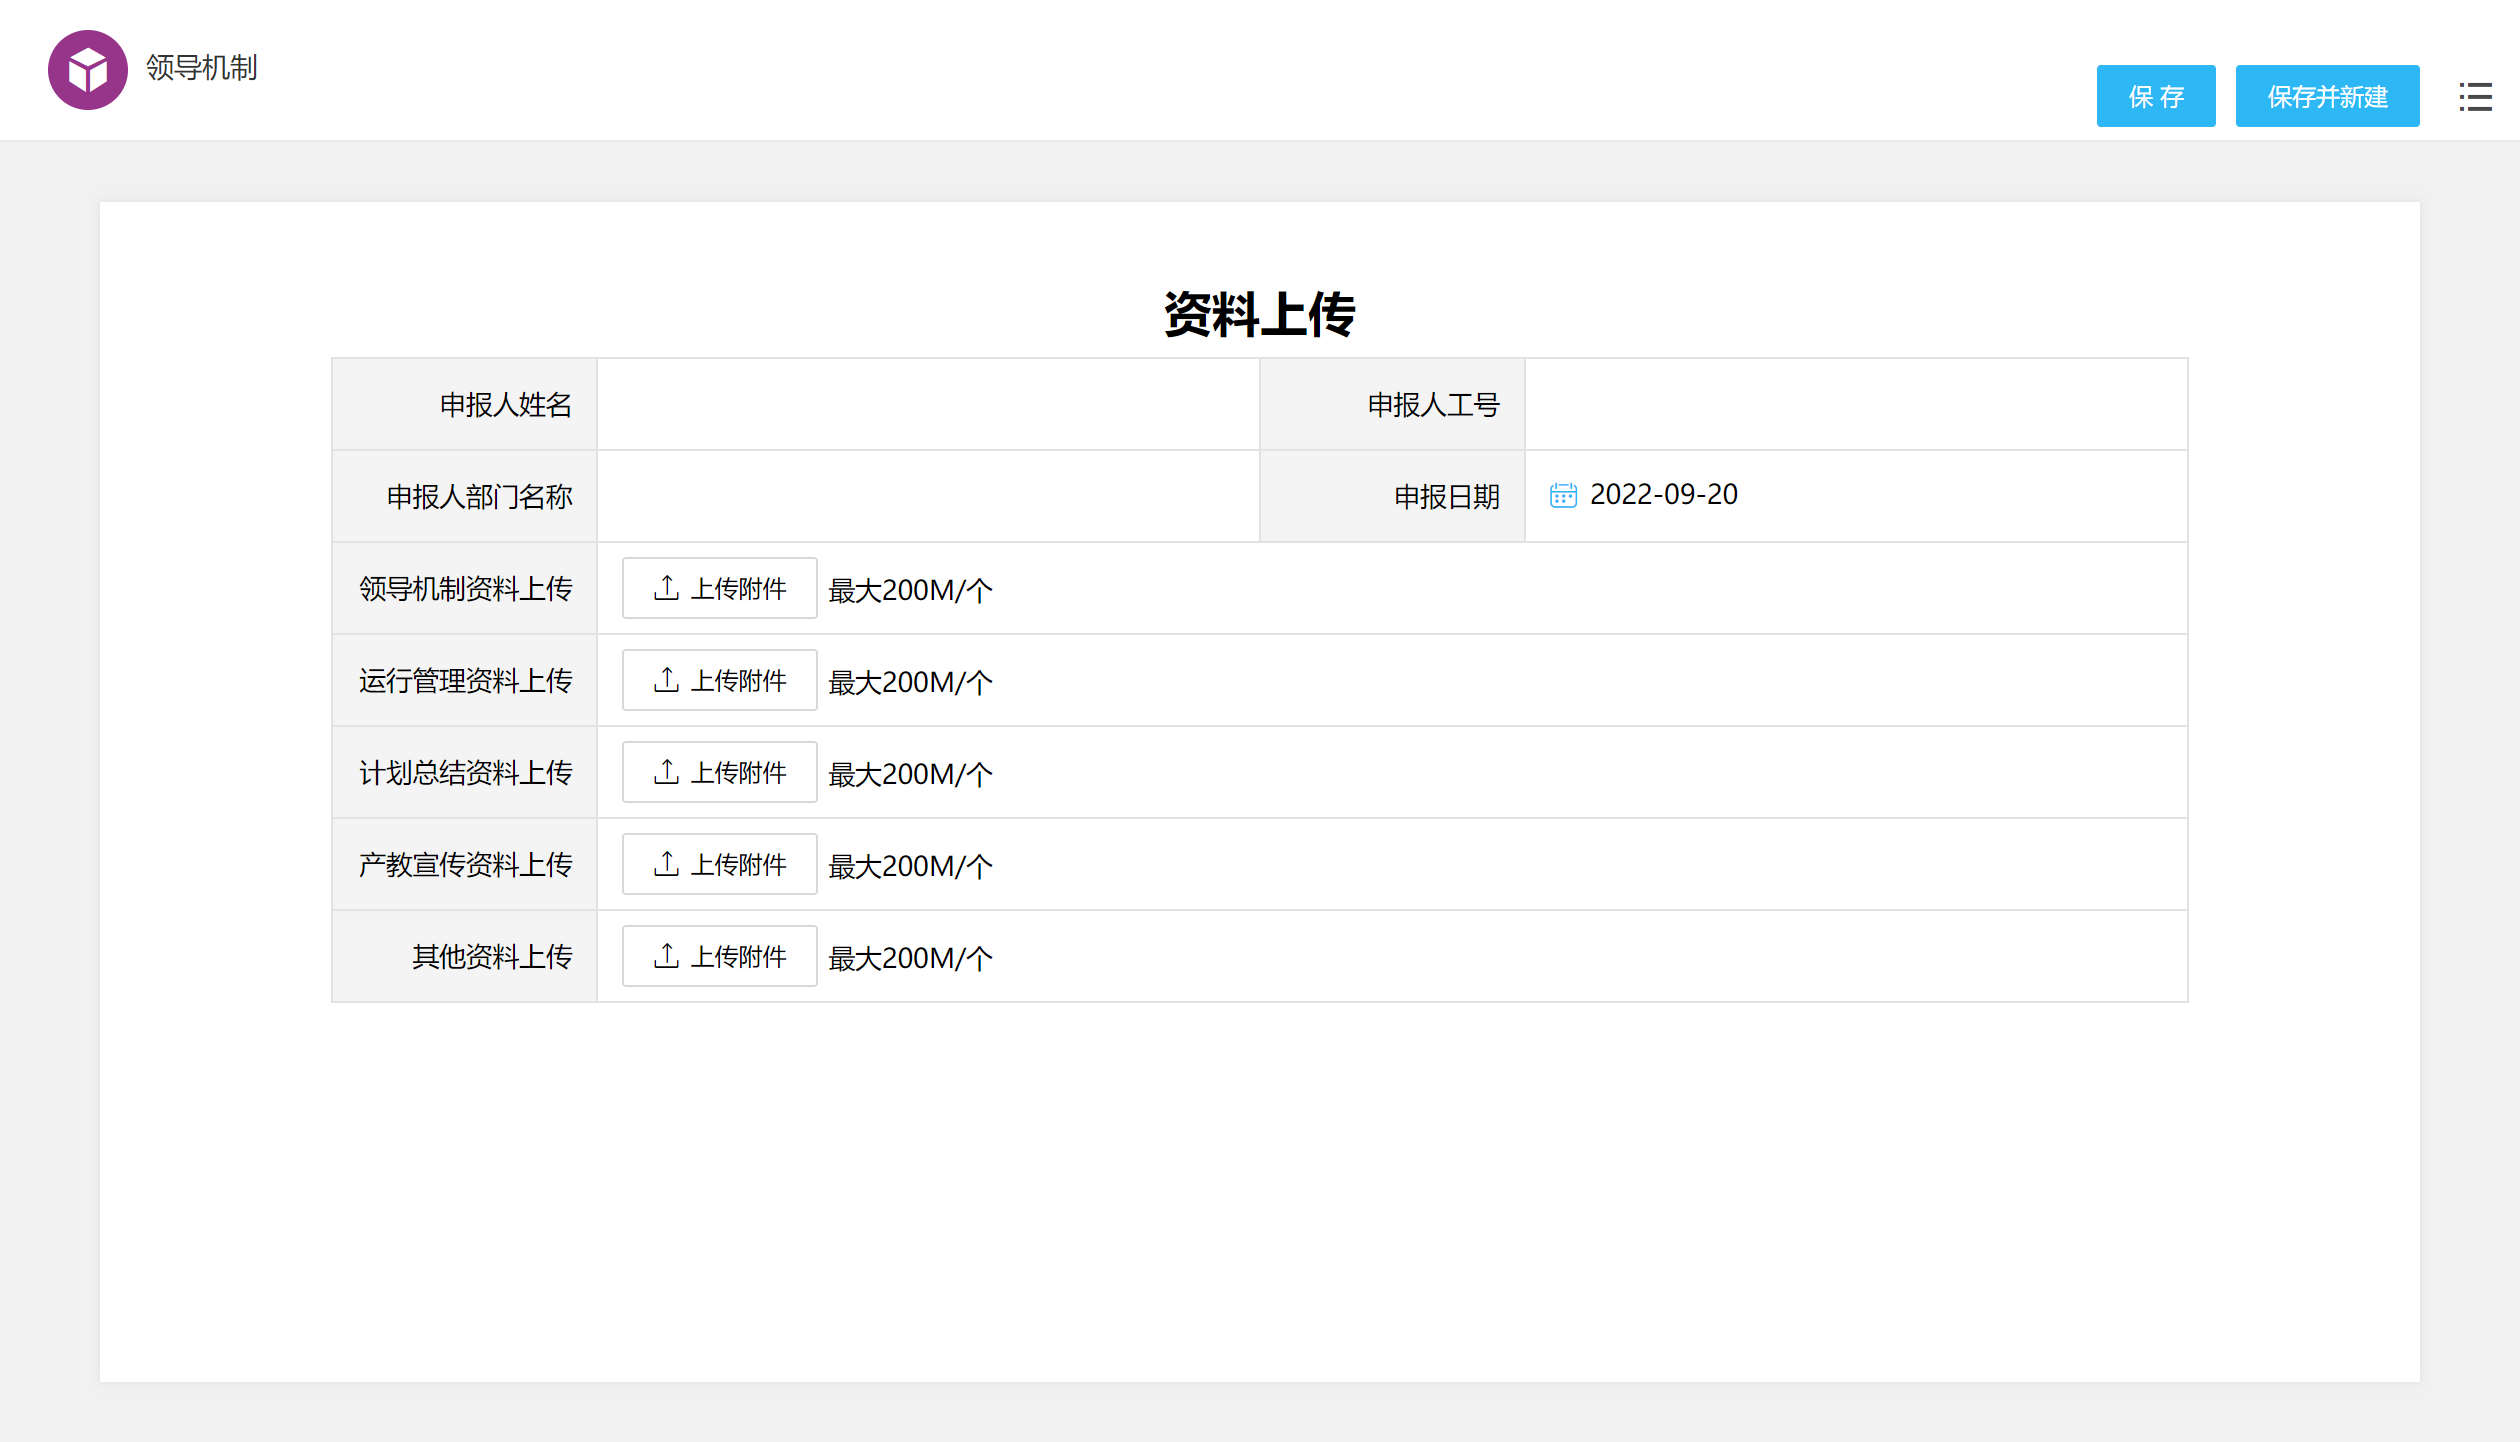 领导机制
保 存 保存并新建
资料上传
申报人姓名 申报人工号
申报人部门名称 申报日期 2022-09-20
领导机制资料上传 上传附件 最大200M/个
运行管理资料上传 上传附件 最大200M/个
计划总结资料上传 上传附件 最大200M/个
产教宣传资料上传 上传附件 最大200M/个
其他资料上传 上传附件 最大200M/个